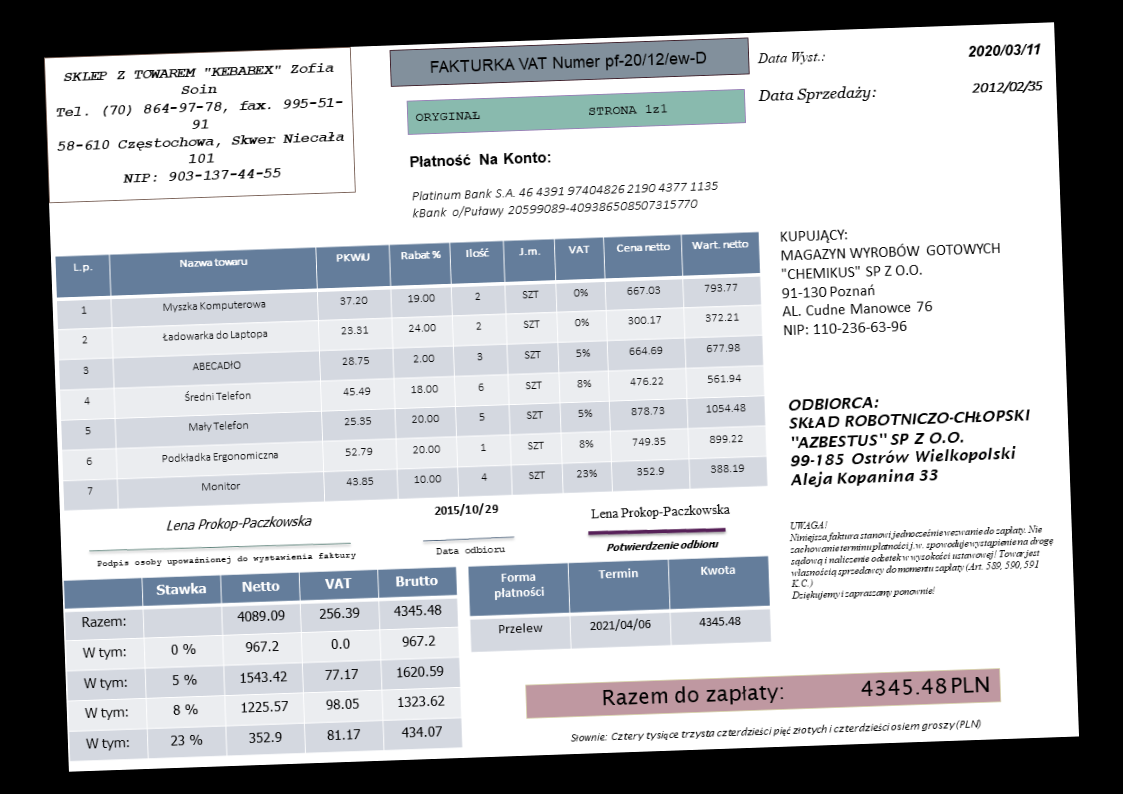 SKLEP Z TOWAREM "KEBABEX" Zofia
Soin
Tel. (70) 864-97-78, fax. 995-51-
91
58-610 Częstochowa, Skwer Niecała
101
NIP: 903-137-44-55
FAKTURKA VAT Numer pf-20/12/ew-D
ORYGINAŁ STRONA 1z1
Data Wyst.: 2020/03/11
Data Sprzedaży: 2012/02/35
Płatność Na Konto:
Platinum Bank S.A. 46 4391 97404826 2190 4377 1135
kBank o/Puławy 20599089-409386508507315770
KUPUJĄCY:
MAGAZYN WYROBÓW GOTOWYCH
"CHEMIKUS" SP Z O.O.
91-130 Poznań
AL. Cudne Manowce 76
NIP: 110-236-63-96
L.p. Nazwa towaru PKWiU Rabat % Ilość J.m. VAT Cena netto Wart. netto
1 Myszka Komputerowa 37.20 19.00 2 SZT 0% 667.03 793.77
2 Ładowarka do Laptopa 23.31 24.00 2 SZT 0% 300.17 372.21
3 ABECADŁO 28.75 2.00 3 SZT 5% 664.69 677.98
4 Średni Telefon 45.49 18.00 6 SZT 8% 476.22 561.94
5 Mały Telefon 25.35 20.00 5 SZT 5% 878.73 1054.48
6 Podkładka Ergonomiczna 52.79 20.00 1 SZT 8% 749.35 899.22
7 Monitor 43.85 10.00 4 SZT 23% 352.9 388.19
ODBIORCA:
SKŁAD ROBOTNICZO-CHŁOPSKI
"AZBESTUS" SP Z O.O.
99-185 Ostrów Wielkopolski
Aleja Kopanina 33
Lena Prokop-Paczkowska
Podpis osoby upoważnionej do wystawienia faktury
2015/10/29
Data odbioru
Lena Prokop-Paczkowska
Potwierdzenie odbioru
UWAGA!
Niniejsza faktura stanowi jednocześnie wezwanie do zapłaty. Nie
zachowanie terminu płatności j.w. spowoduje wystąpienie na drogę
sądową i naliczenie odsetek w wysokości ustawowej! Towar jest
własnością sprzedawcy do momentu zapłaty (Art. 589, 590, 591
K.C.)
Dziękujemy i zapraszamy ponownie!
Stawka Netto VAT Brutto
Razem: 4089.09 256.39 4345.48
W tym: 0 % 967.2 0.0 967.2
W tym: 5 % 1543.42 77.17 1620.59
W tym: 8 % 1225.57 98.05 1323.62
W tym: 23 % 352.9 81.17 434.07
Forma
płatności Termin Kwota
Przelew 2021/04/06 4345.48
Razem do zapłaty: 4345.48 PLN
Słownie: Cztery tysiące trzysta czterdzieści pięć złotych i czterdzieści osiem groszy (PLN)